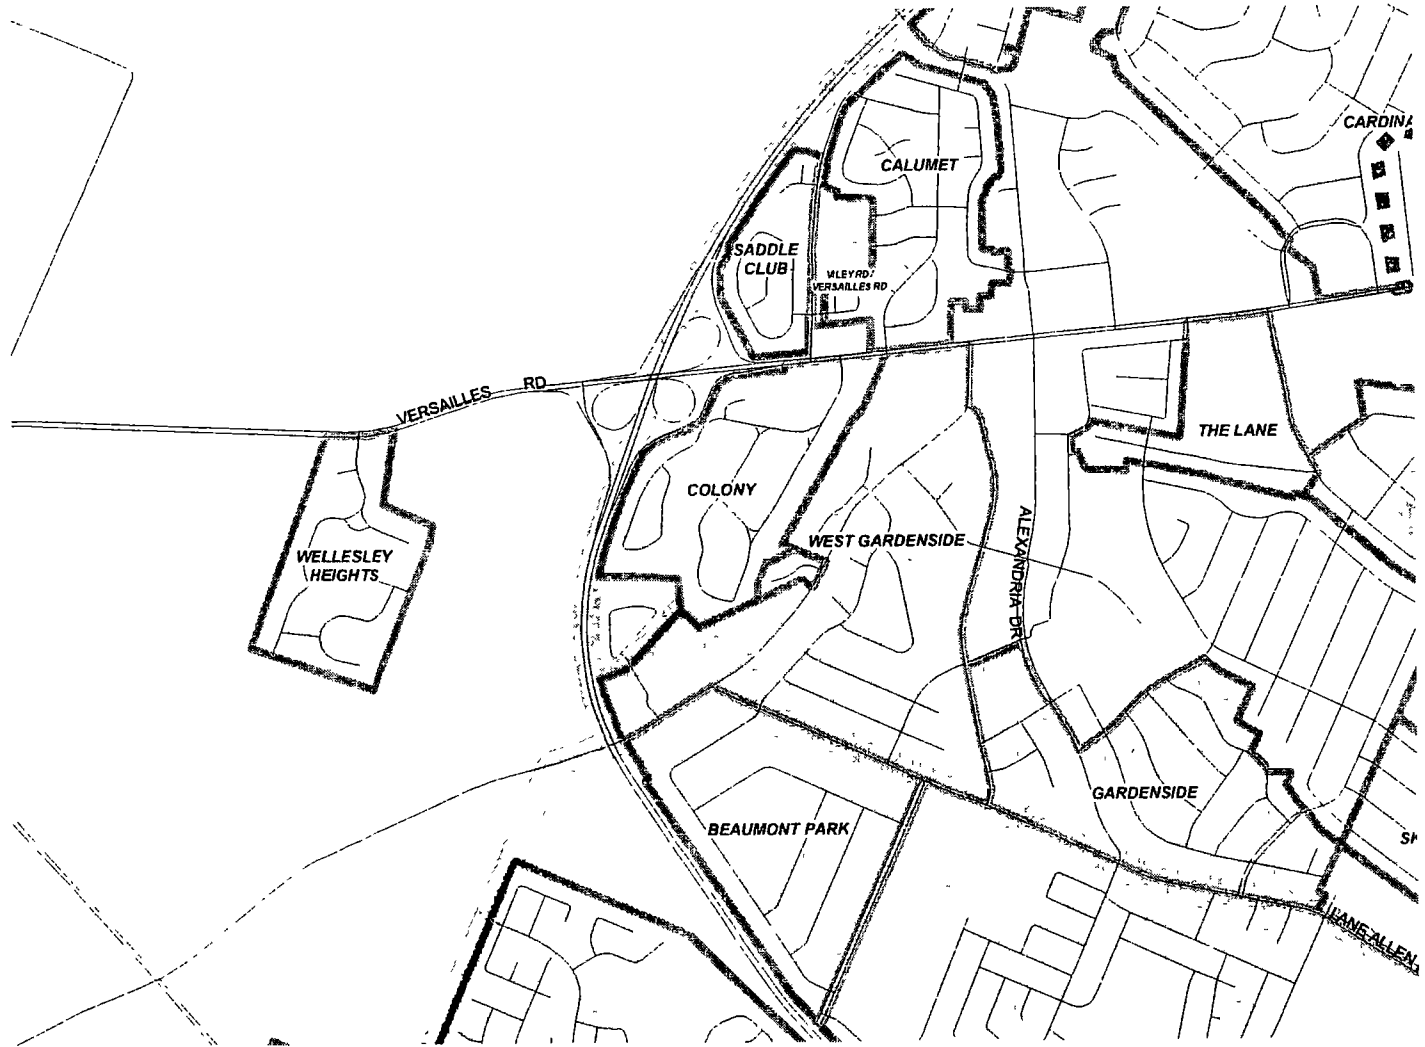 CARDINA
CALUMET
SADDLE
CLUB
VERSAILLES RD
VERSAILLES RD
THE LANE
COLONY
WEST GARDENSIDE
ALEXANDRIA DR
WELLESLEY
HEIGHTS
GARDENSIDE
BEAUMONT PARK
LANE ALLEN